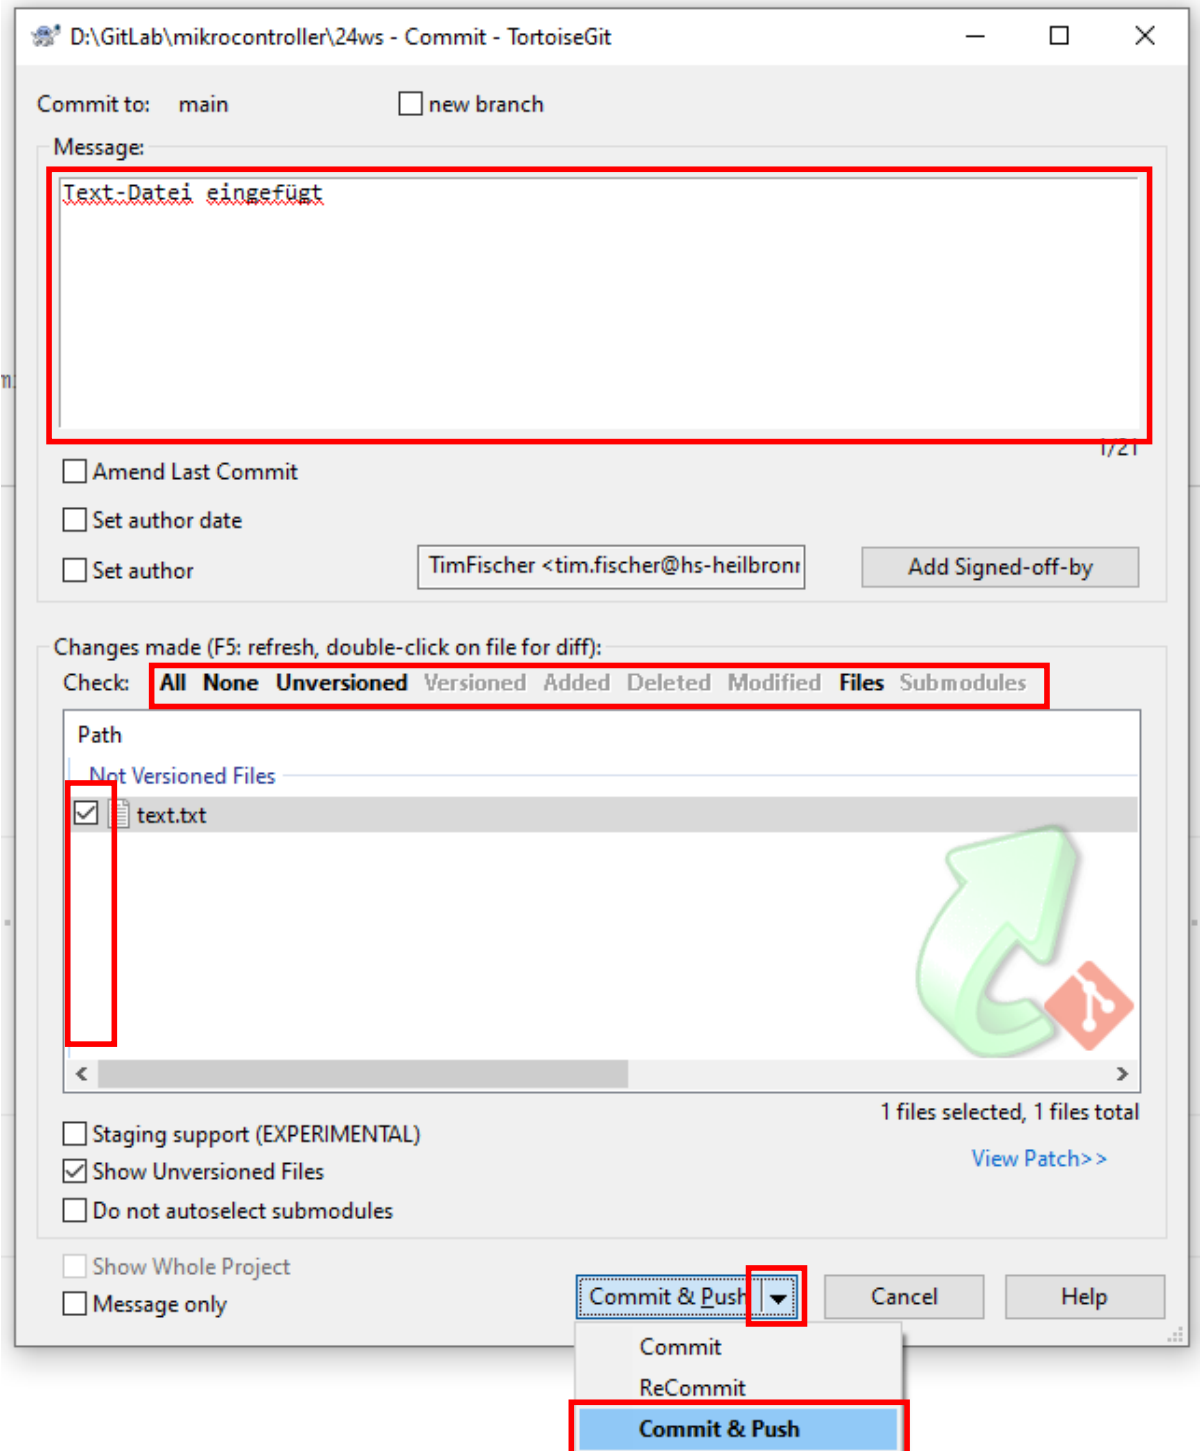 D:\GitLab\mikrocontroller\24ws - Commit - TortoiseGit
Commit to: main new branch
Message:
Text-Datei eingefügt
1/21
Amend Last Commit
Set author date
Set author TimFischer <tim.fischer@hs-heilbronn Add Signed-off-by
Changes made (F5: refresh, double-click on file for diff):
Check: All None Unversioned Versioned Added Deleted Modified Files Submodules
Path
Not Versioned Files
text.txt
1 files selected, 1 files total
Staging support (EXPERIMENTAL)
View Patch>>
Show Unversioned Files
Do not autoselect submodules
Show Whole Project
Message only
Commit & Push Cancel Help
Commit
ReCommit
Commit & Push